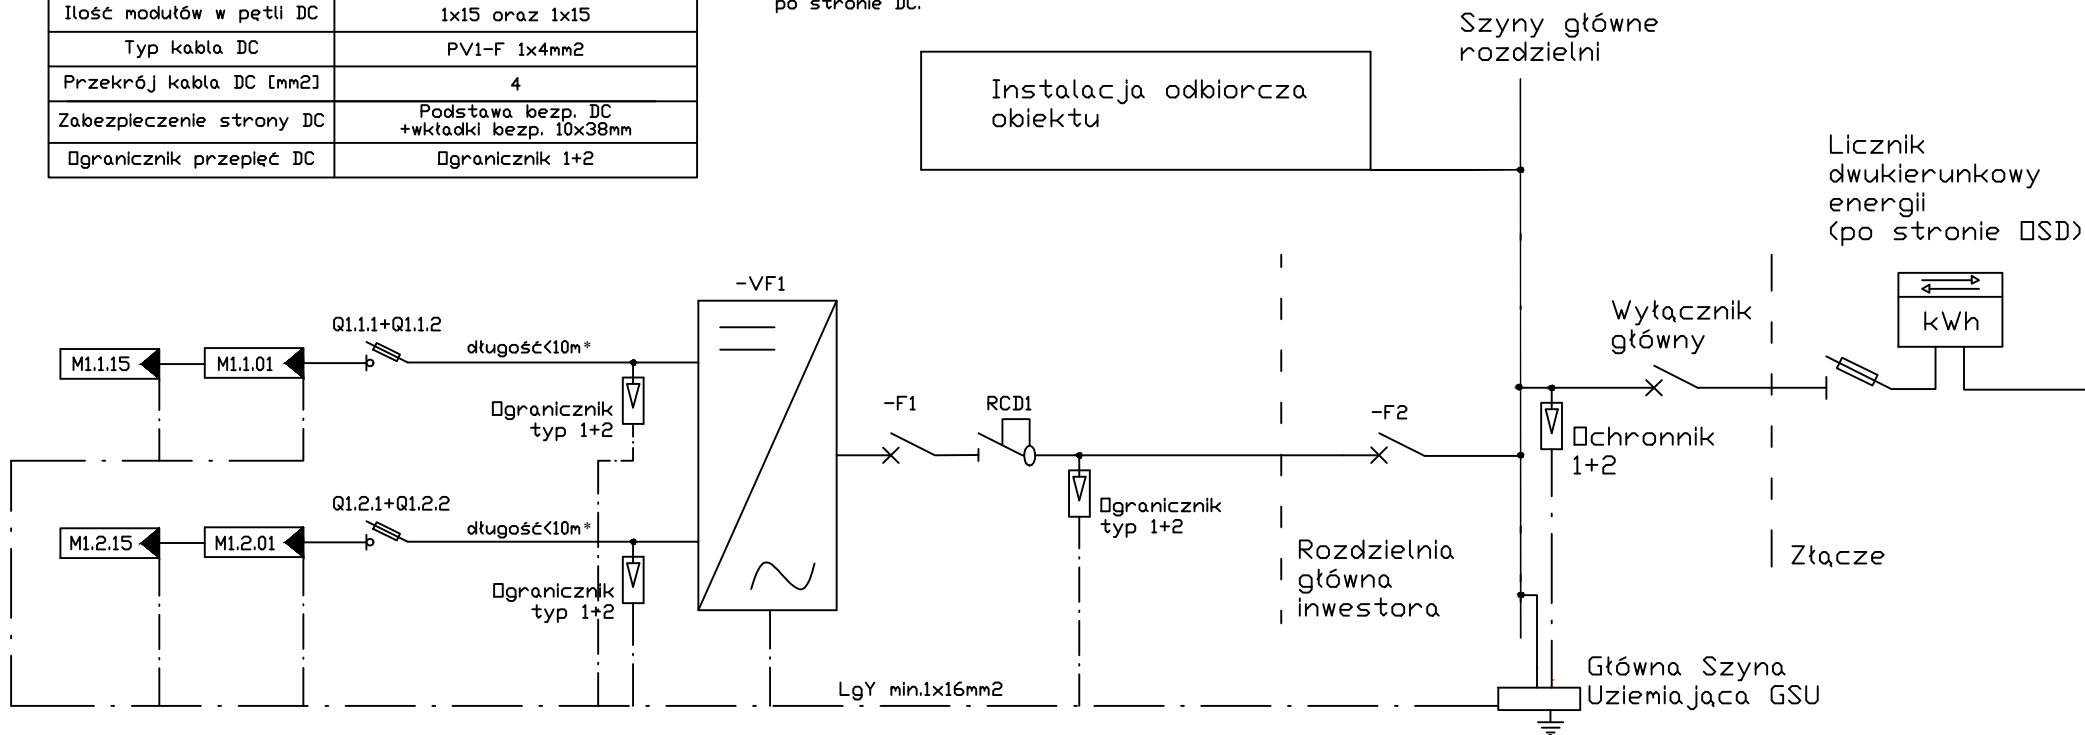 Ilość modułów w pętli DC
1x15 oraz 1x15
Typ kabla DC
PV1-F 1x4mm2
Przekrój kabla DC [mm2]
4
Zabezpieczenie strony DC
Podstawa bezp. DC
+wkładki bezp. 10x38mm
Ogranicznik przepięć DC
Ogranicznik 1+2
po stronie DC.
Szyny główne
rozdzielni
Instalacja odbiorcza
obiektu
Licznik
dwukierunkowy
energii
(po stronie OSD)
kWh
Wyłącznik
główny
-VF1
Q1.1.1+Q1.1.2
długość<10m*
M1.1.15
M1.1.01
Ogranicznik
typ 1+2
-F1
RCD1
-F2
Ochronnik
1+2
Q1.2.1+Q1.2.2
długość<10m*
M1.2.15
M1.2.01
Ogranicznik
typ 1+2
Ogranicznik
typ 1+2
Rozdzielnia
główna
inwestora
Złącze
LgY min.1x16mm2
Główna Szyna
Uziemiająca GSU